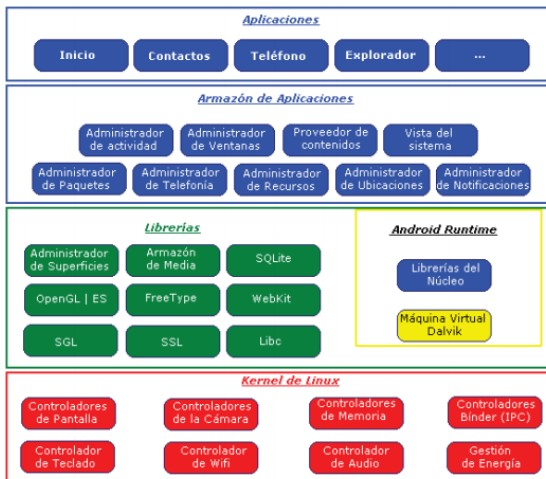 Aplicaciones
Inicio
Contactos
Teléfono
Explorador
...
Armazón de Aplicaciones
Administrador
de actividad
Administrador
de Ventanas
Proveedor de
contenidos
Vista del
sistema
Administrador
de Paquetes
Administrador
de Telefonía
Administrador
de Recursos
Administrador
de Ubicaciones
Administrador
de Notificaciones
Librerías
Administrador
de Superficies
Armazón
de Media
SQLite
OpenGL | ES
FreeType
WebKit
SGL
SSL
Libc
Android Runtime
Librerías del
Núcleo
Máquina Virtual
Dalvik
Kernel de Linux
Controladores
de Pantalla
Controladores
de la Cámara
Controladores
de Memoria
Controladores
Bínder (IPC)
Controlador
de Teclado
Controlador
de Wifi
Controlador
de Audio
Gestión
de Energía